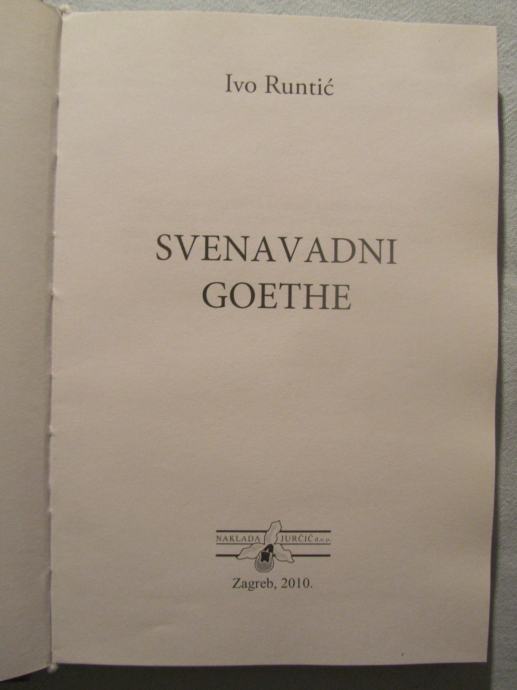 Ivo Runtić
SVENAVADNI
GOETHE
NAKLADA JURČIĆ d.o.o.
Zagreb, 2010.